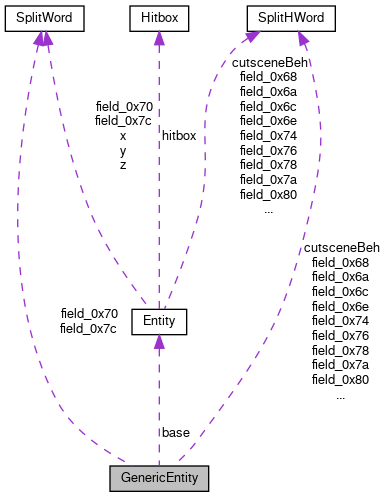 SplitWord
Hitbox
SplitHWord
field_0x70
field_0x7c
x
y
z
hitbox
cutsceneBeh
field_0x68
field_0x6a
field_0x6c
field_0x6e
field_0x74
field_0x76
field_0x78
field_0x7a
field_0x80
...
Entity
field_0x70
field_0x7c
cutsceneBeh
field_0x68
field_0x6a
field_0x6c
field_0x6e
field_0x74
field_0x76
field_0x78
field_0x7a
field_0x80
...
base
GenericEntity